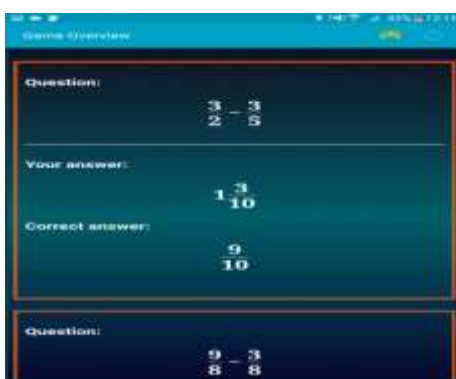 Game Overview
Question:
3/2 - 3/5
Your answer:
1 3/10
Correct answer:
9/10
Question:
9/8 - 3/8